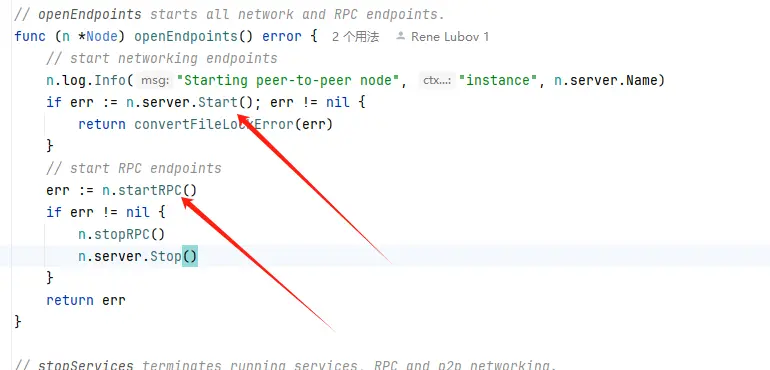 // openEndpoints starts all network and RPC endpoints.
func (n *Node) openEndpoints() error { 2 个用法 Rene Lubov 1
// start networking endpoints
n.log.Info( msg: "Starting peer-to-peer node", ctx...: "instance", n.server.Name)
if err := n.server.Start(); err != nil {
return convertFileLockError(err)
}
// start RPC endpoints
err := n.startRPC()
if err != nil {
n.stopRPC()
n.server.Stop()
}
return err
}
// stopServices terminates running services, RPC and p2p networking.